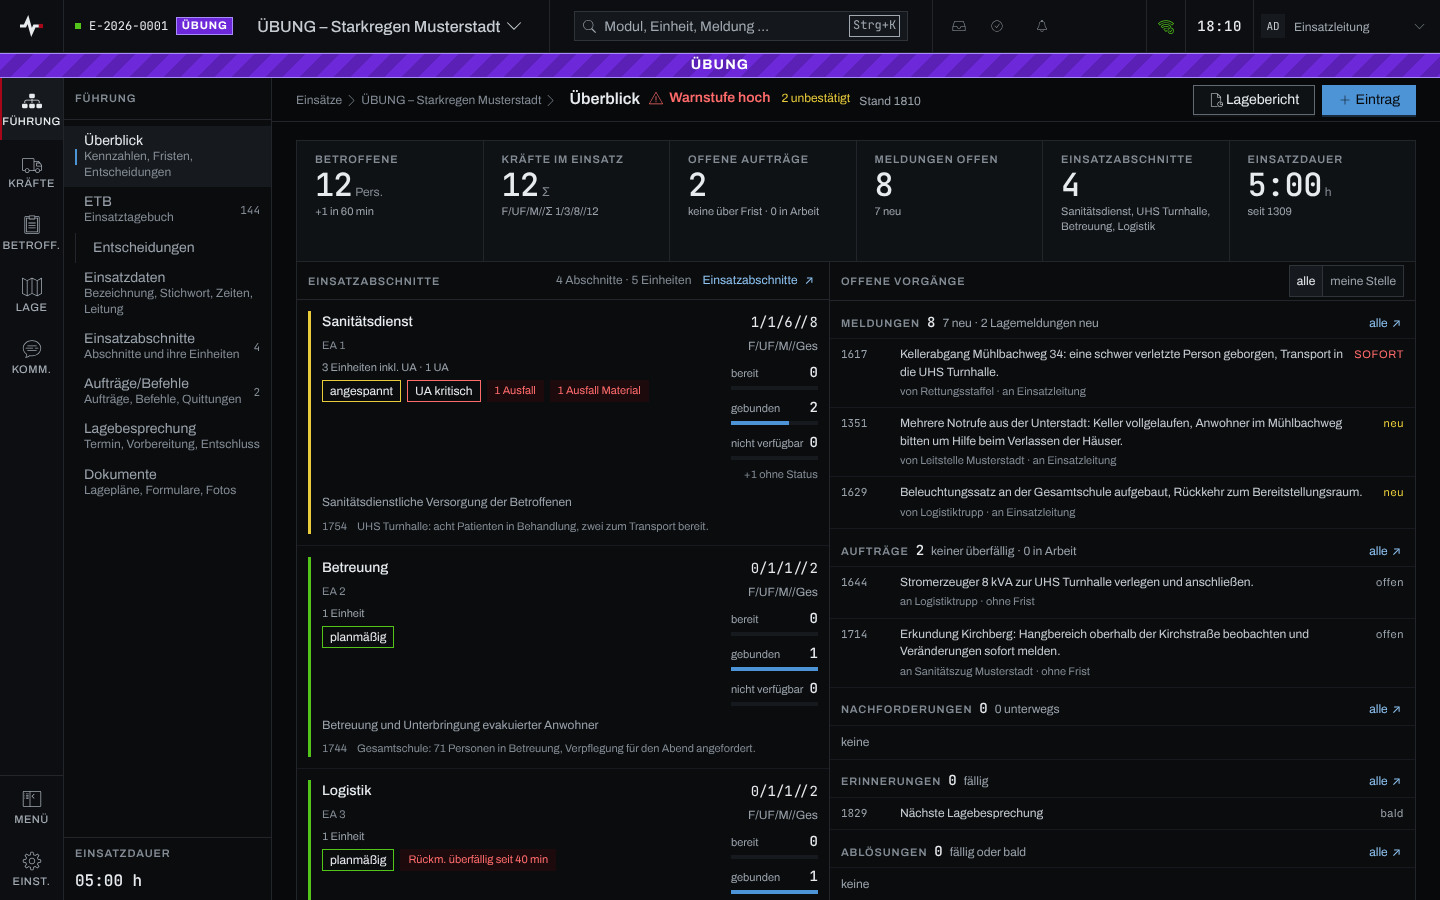 E-2026-0001 ÜBUNG ÜBUNG – Starkregen Musterstadt
Modul, Einheit, Meldung ... Strg+K
18:10 AD Einsatzleitung
ÜBUNG
FÜHRUNG
KRÄFTE
BETROFF.
LAGE
KOMM.
MENÜ
EINST.
FÜHRUNG
Überblick
Kennzahlen, Fristen,
Entscheidungen
ETB
Einsatztagebuch 144
Entscheidungen
Einsatzdaten
Bezeichnung, Stichwort, Zeiten,
Leitung
Einsatzabschnitte
Abschnitte und ihre Einheiten 4
Aufträge/Befehle
Aufträge, Befehle, Quittungen 2
Lagebesprechung
Termin, Vorbereitung, Entschluss
Dokumente
Lagepläne, Formulare, Fotos
EINSATZDAUER
05:00 h
Einsätze ÜBUNG – Starkregen Musterstadt Überblick Warnstufe hoch 2 unbestätigt Stand 1810
Lagebericht + Eintrag
BETROFFENE
12 Pers.
+1 in 60 min
KRÄFTE IM EINSATZ
12 Σ
F/UF/M//Σ 1/3/8//12
OFFENE AUFTRÄGE
2
keine über Frist · 0 in Arbeit
MELDUNGEN OFFEN
8
7 neu
EINSATZABSCHNITTE
4
Sanitätsdienst, UHS Turnhalle,
Betreuung, Logistik
EINSATZDAUER
5:00 h
seit 1309
EINSATZABSCHNITTE 4 Abschnitte · 5 Einheiten Einsatzabschnitte ↗
Sanitätsdienst 1/1/6//8
EA 1 F/UF/M//Ges
3 Einheiten inkl. UA · 1 UA
angespannt UA kritisch 1 Ausfall 1 Ausfall Material
bereit 0
gebunden 2
nicht verfügbar 0
+1 ohne Status
Sanitätsdienstliche Versorgung der Betroffenen
1754 UHS Turnhalle: acht Patienten in Behandlung, zwei zum Transport bereit.
Betreuung 0/1/1//2
EA 2 F/UF/M//Ges
1 Einheit
planmäßig
bereit 0
gebunden 1
nicht verfügbar 0
Betreuung und Unterbringung evakuierter Anwohner
1744 Gesamtschule: 71 Personen in Betreuung, Verpflegung für den Abend angefordert.
Logistik 0/1/1//2
EA 3 F/UF/M//Ges
1 Einheit
planmäßig Rückm. überfällig seit 40 min
bereit 0
gebunden 1
OFFENE VORGÄNGE alle meine Stelle
MELDUNGEN 8 7 neu · 2 Lagemeldungen neu alle ↗
1617 Kellerabgang Mühlbachweg 34: eine schwer verletzte Person geborgen, Transport in SOFORT
die UHS Turnhalle.
von Rettungsstaffel · an Einsatzleitung
1351 Mehrere Notrufe aus der Unterstadt: Keller vollgelaufen, Anwohner im Mühlbachweg neu
bitten um Hilfe beim Verlassen der Häuser.
von Leitstelle Musterstadt · an Einsatzleitung
1629 Beleuchtungssatz an der Gesamtschule aufgebaut, Rückkehr zum Bereitstellungsraum. neu
von Logistiktrupp · an Einsatzleitung
AUFTRÄGE 2 keiner überfällig · 0 in Arbeit alle ↗
1644 Stromerzeuger 8 kVA zur UHS Turnhalle verlegen und anschließen. offen
an Logistiktrupp · ohne Frist
1714 Erkundung Kirchberg: Hangbereich oberhalb der Kirchstraße beobachten und offen
Veränderungen sofort melden.
an Sanitätszug Musterstadt · ohne Frist
NACHFORDERUNGEN 0 0 unterwegs alle ↗
keine
ERINNERUNGEN 0 fällig alle ↗
1829 Nächste Lagebesprechung bald
ABLÖSUNGEN 0 fällig oder bald alle ↗
keine